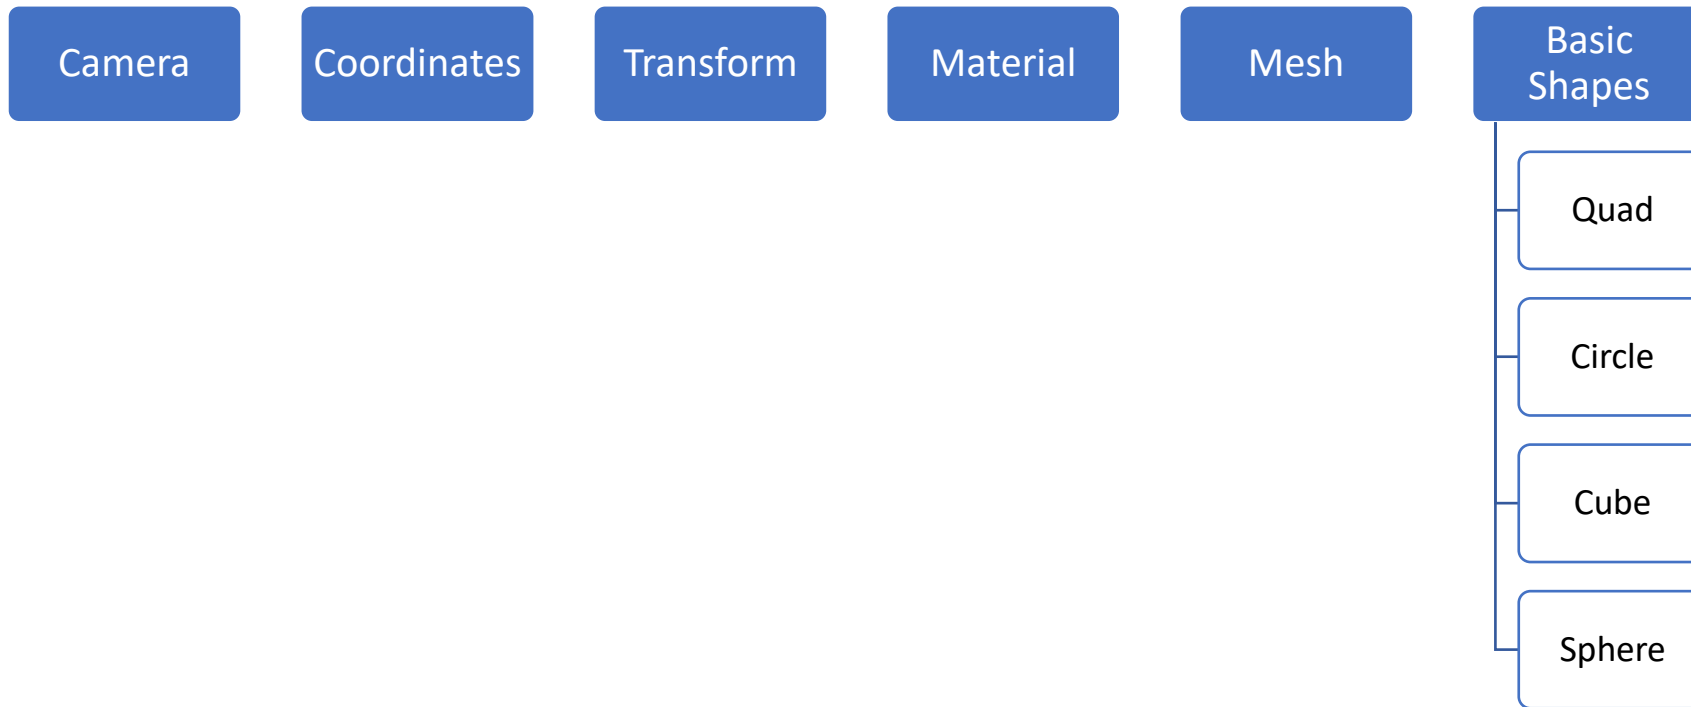 Camera
Coordinates
Transform
Material
Mesh
Basic
Shapes
Quad
Circle
Cube
Sphere